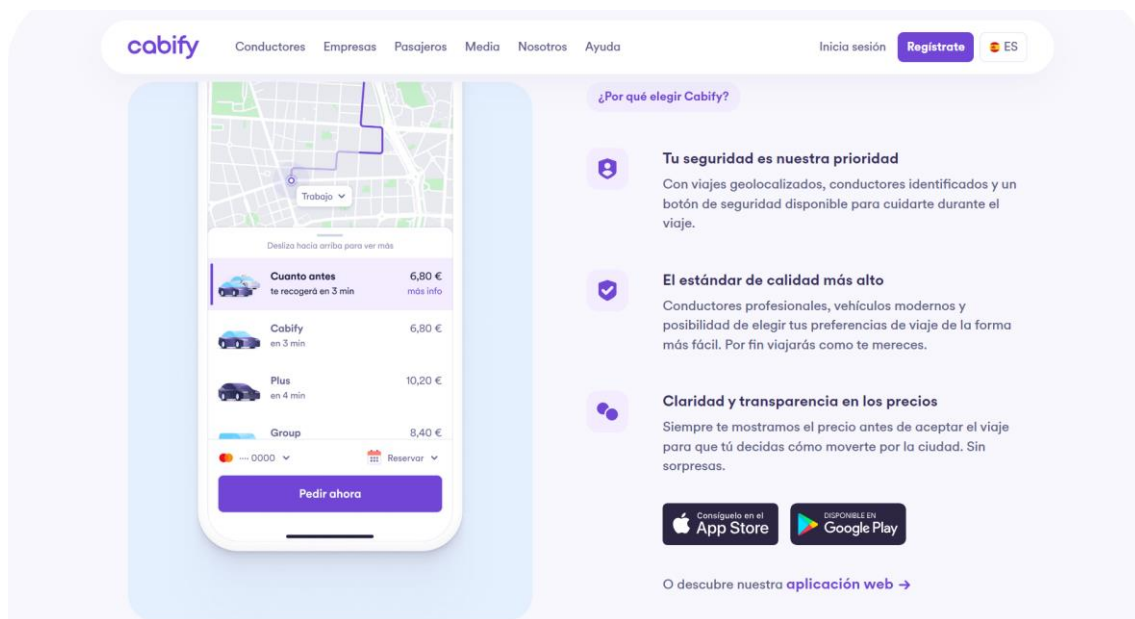 cabify
Conductores Empresas Pasajeros Media Nosotros Ayuda
Inicia sesión Regístrate ES
Trabajo
Desliza hacia arriba para ver más
Cuanto antes 6,80 €
te recogerá en 3 min más info
Cabify 6,80 €
en 3 min
Plus 10,20 €
en 4 min
Group 8,40 €
···· 0000 Reservar
Pedir ahora
¿Por qué elegir Cabify?
Tu seguridad es nuestra prioridad
Con viajes geolocalizados, conductores identificados y un
botón de seguridad disponible para cuidarte durante el
viaje.
El estándar de calidad más alto
Conductores profesionales, vehículos modernos y
posibilidad de elegir tus preferencias de viaje de la forma
más fácil. Por fin viajarás como te mereces.
Claridad y transparencia en los precios
Siempre te mostramos el precio antes de aceptar el viaje
para que tú decidas cómo moverte por la ciudad. Sin
sorpresas.
Consíguelo en el
App Store
DISPONIBLE EN
Google Play
O descubre nuestra aplicación web →